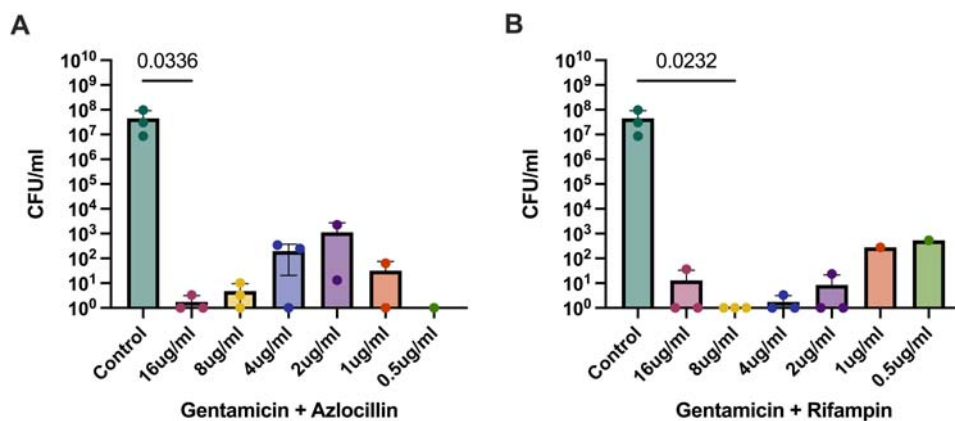 A
0.0336
10^10
10^9
10^8
10^7
10^6
10^5
10^4
10^3
10^2
10^1
10^0
CFU/ml
Control
16ug/ml
8ug/ml
4ug/ml
2ug/ml
1ug/ml
0.5ug/ml
Gentamicin + Azlocillin
B
0.0232
10^10
10^9
10^8
10^7
10^6
10^5
10^4
10^3
10^2
10^1
10^0
CFU/ml
Control
16ug/ml
8ug/ml
4ug/ml
2ug/ml
1ug/ml
0.5ug/ml
Gentamicin + Rifampin